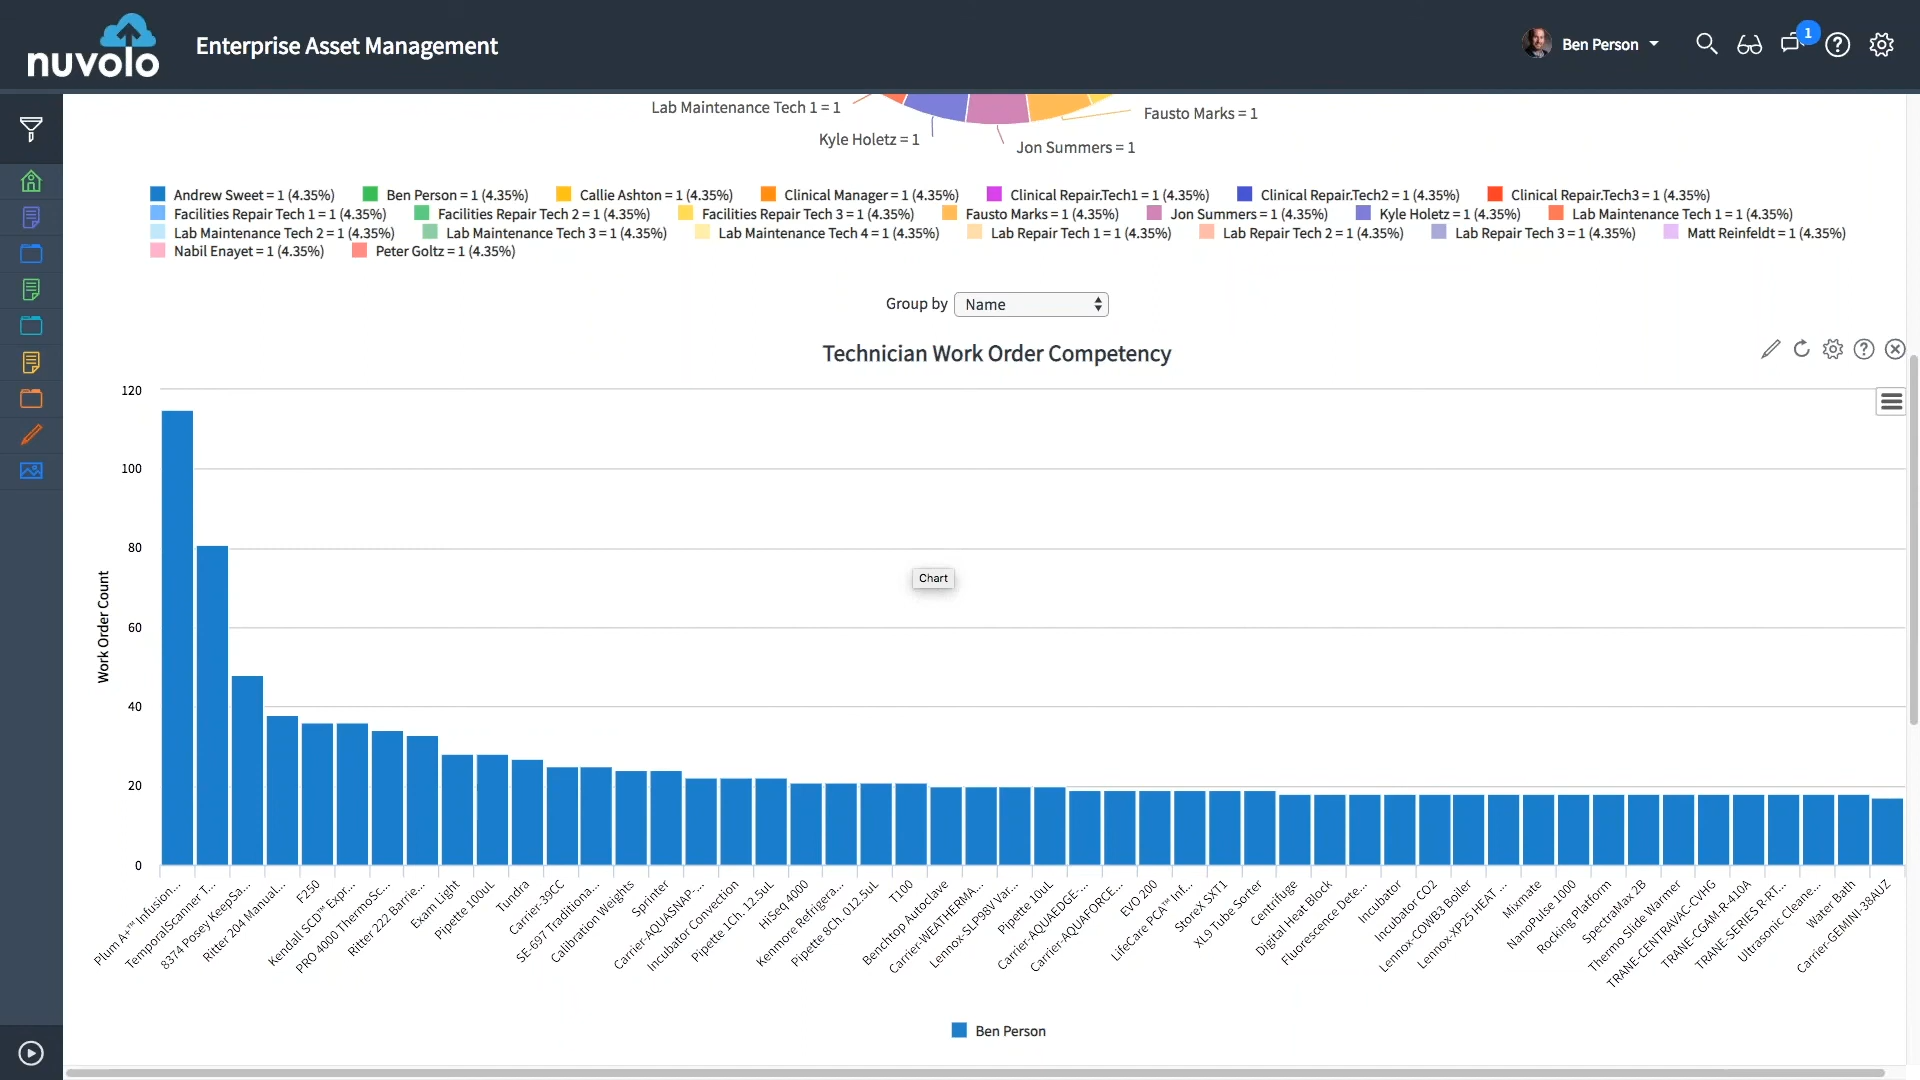 nuvolo
Enterprise Asset Management
Ben Person
1
Lab Maintenance Tech 1 = 1
Fausto Marks = 1
Kyle Holetz = 1
Jon Summers = 1
Andrew Sweet = 1 (4.35%) Ben Person = 1 (4.35%) Callie Ashton = 1 (4.35%) Clinical Manager = 1 (4.35%) Clinical Repair.Tech1 = 1 (4.35%) Clinical Repair.Tech2 = 1 (4.35%) Clinical Repair.Tech3 = 1 (4.35%)
Facilities Repair Tech 1 = 1 (4.35%) Facilities Repair Tech 2 = 1 (4.35%) Facilities Repair Tech 3 = 1 (4.35%) Fausto Marks = 1 (4.35%) Jon Summers = 1 (4.35%) Kyle Holetz = 1 (4.35%) Lab Maintenance Tech 1 = 1 (4.35%)
Lab Maintenance Tech 2 = 1 (4.35%) Lab Maintenance Tech 3 = 1 (4.35%) Lab Maintenance Tech 4 = 1 (4.35%) Lab Repair Tech 1 = 1 (4.35%) Lab Repair Tech 2 = 1 (4.35%) Lab Repair Tech 3 = 1 (4.35%) Matt Reinfeldt = 1 (4.35%)
Nabil Enayet = 1 (4.35%) Peter Goltz = 1 (4.35%)
Group by Name
Technician Work Order Competency
120
100
80
60
40
20
0
Work Order Count
Chart
Plum A+™ Infusion...
TemporalScanner T...
8374 Posey KeepSa...
Ritter 204 Manual...
F250
Kendall SCD™ Expr...
PRO 4000 ThermoSc...
Ritter 222 Barrie...
Exam Light
Pipette 100uL
Tundra
Carrier-39CC
SE-697 Traditiona...
Calibration Weights
Sprinter
Carrier-AQUASNAP-...
Incubator Convection
Pipette 1Ch. 12.5uL
HiSeq 4000
Kenmore Refrigera...
Pipette 8Ch. 012.5uL
T100
Benchtop Autoclave
Carrier-WEATHERMA...
Lennox-SLP98V Var...
Pipette 10uL
Carrier-AQUAEDGE-...
Carrier-AQUAFORCE...
EVO 200
LifeCare PCA™ Inf...
StoreX SXT1
XL9 Tube Sorter
Centrifuge
Digital Heat Block
Fluorescence Dete...
Incubator
Incubator CO2
Lennox-COWB3 Boiler
Lennox-XP25 HEAT ...
Mixmate
NanoPulse 1000
Rocking Platform
SpectraMax 2B
Thermo Slide Warmer
TRANE-CENTRAVAC-CVHG
TRANE-CGAM-R-410A
TRANE-SERIES R-RT...
Ultrasonic Cleane...
Water Bath
Carrier-GEMINI-38AUZ
Ben Person